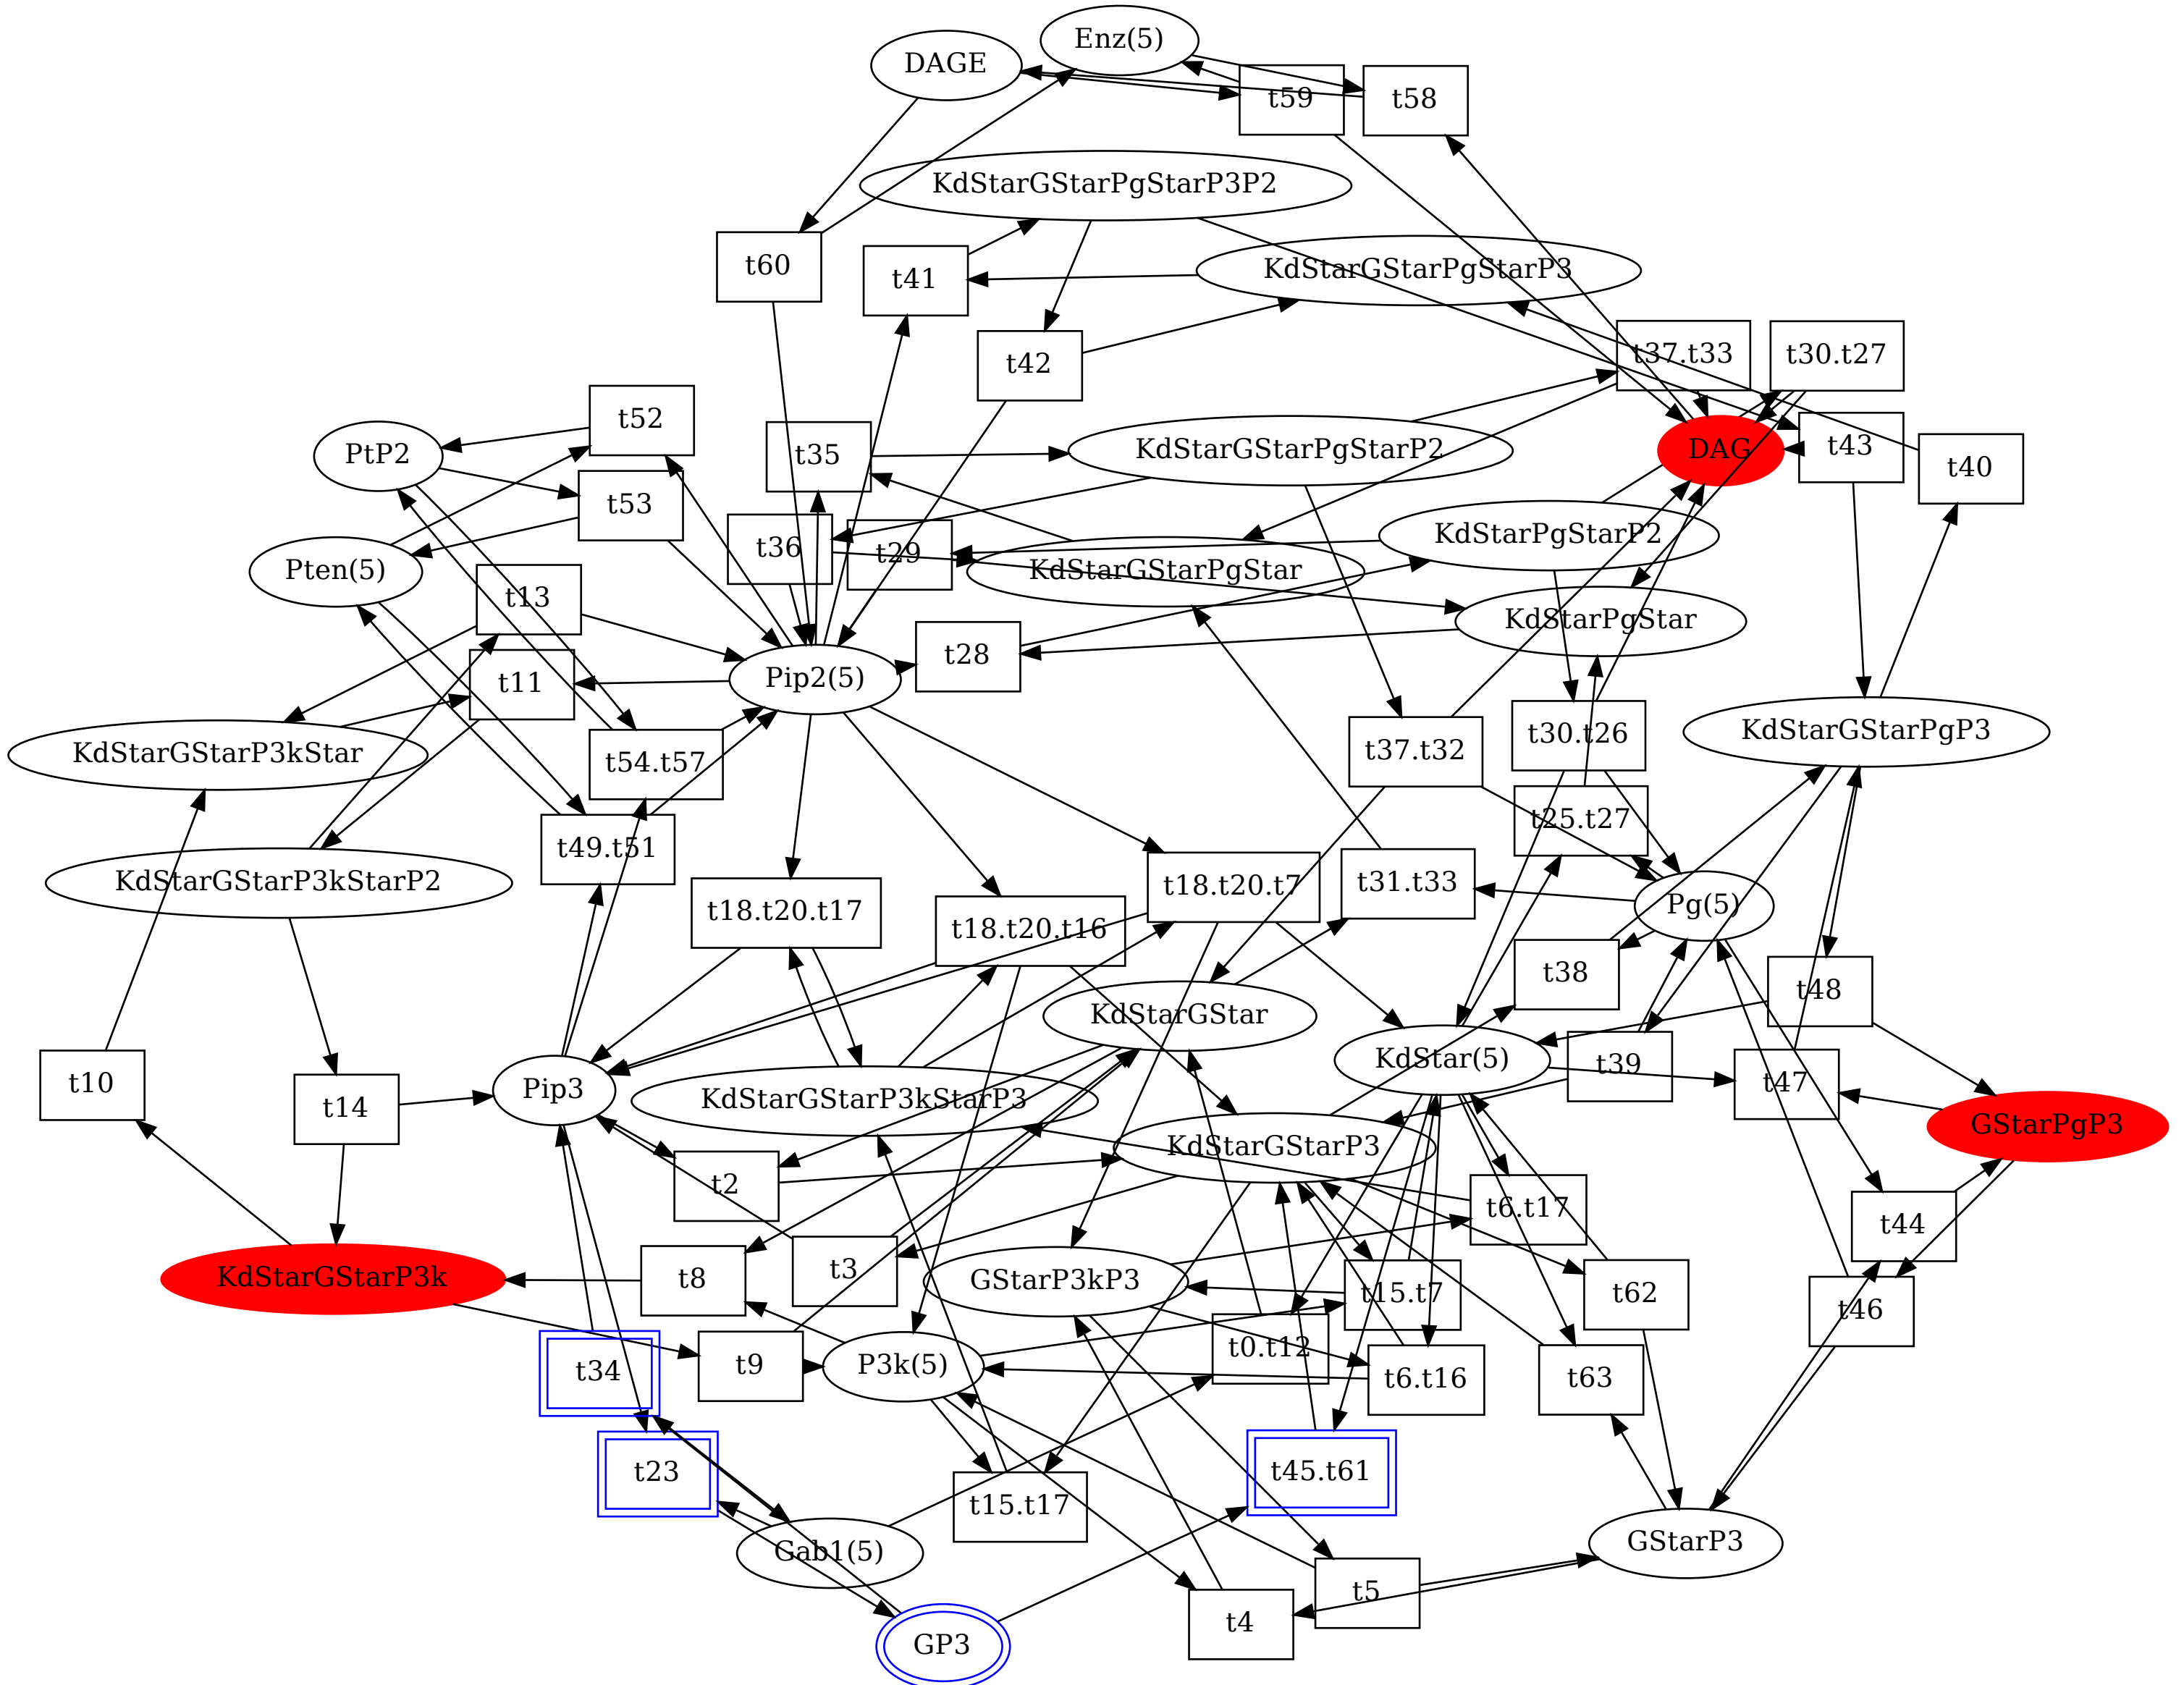 Enz(5)
DAGE
t59
t58
KdStarGStarPgStarP3P2
t60
t41
KdStarGStarPgStarP3
t42
t37.t33
t30.t27
t52
PtP2
t35
KdStarGStarPgStarP2
DAG
t43
t40
t53
t36
t29
KdStarPgStarP2
Pten(5)
t13
KdStarGStarPgStar
KdStarPgStar
t11
Pip2(5)
t28
KdStarGStarP3kStar
t54.t57
t37.t32
t30.t26
KdStarGStarPgP3
t49.t51
t25.t27
KdStarGStarP3kStarP2
t18.t20.t17
t18.t20.t16
t18.t20.t7
t31.t33
Pg(5)
t38
t48
KdStarGStar
t10
t14
Pip3
KdStarGStarP3kStarP3
KdStar(5)
t39
t47
GStarPgP3
t2
KdStarGStarP3
t6.t17
t44
KdStarGStarP3k
t8
t3
GStarP3kP3
t15.t7
t62
t46
t34
t9
P3k(5)
t0.t12
t6.t16
t63
t23
t15.t17
t45.t61
Gab1(5)
GStarP3
t5
t4
GP3